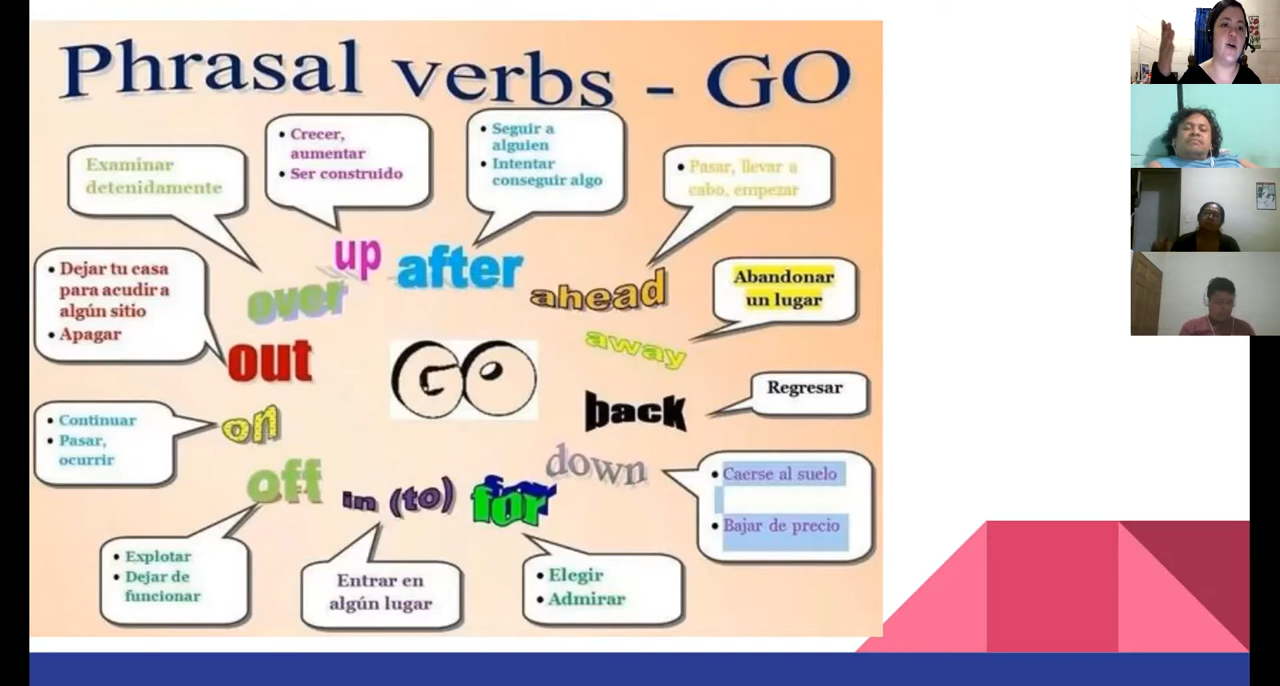 Phrasal verbs - GO
Examinar
detenidamente
• Crecer,
aumentar
• Ser construido
• Seguir a
alguien
• Intentar
conseguir algo
• Pasar, llevar a
cabo, empezar
• Dejar tu casa
para acudir a
algún sitio
• Apagar
over
up
after
ahead
Abandonar
un lugar
out
GO
away
Regresar
back
• Continuar
• Pasar,
ocurrir
on
off
in (to)
for
down
• Caerse al suelo
• Bajar de precio
• Explotar
• Dejar de
funcionar
Entrar en
algún lugar
• Elegir
• Admirar